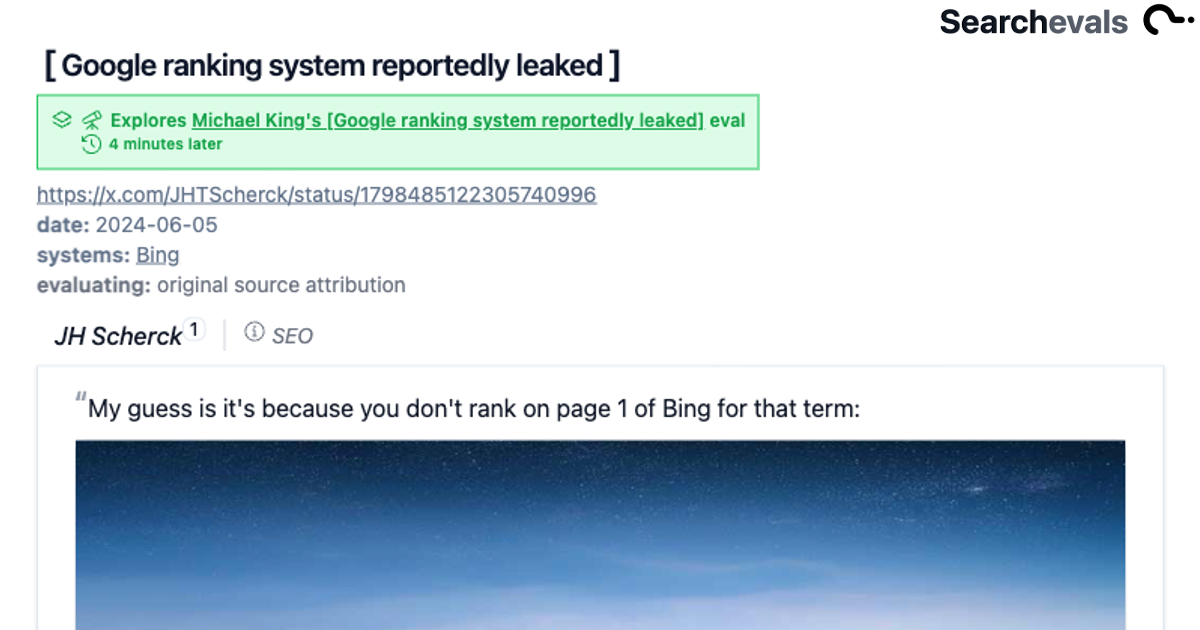 Searchevals
[ Google ranking system reportedly leaked ]
Explores Michael King's [Google ranking system reportedly leaked] eval
4 minutes later
https://x.com/JHTScherck/status/1798485122305740996
date: 2024-06-05
systems: Bing
evaluating: original source attribution
JH Scherck 1 SEO
"My guess is it's because you don't rank on page 1 of Bing for that term: